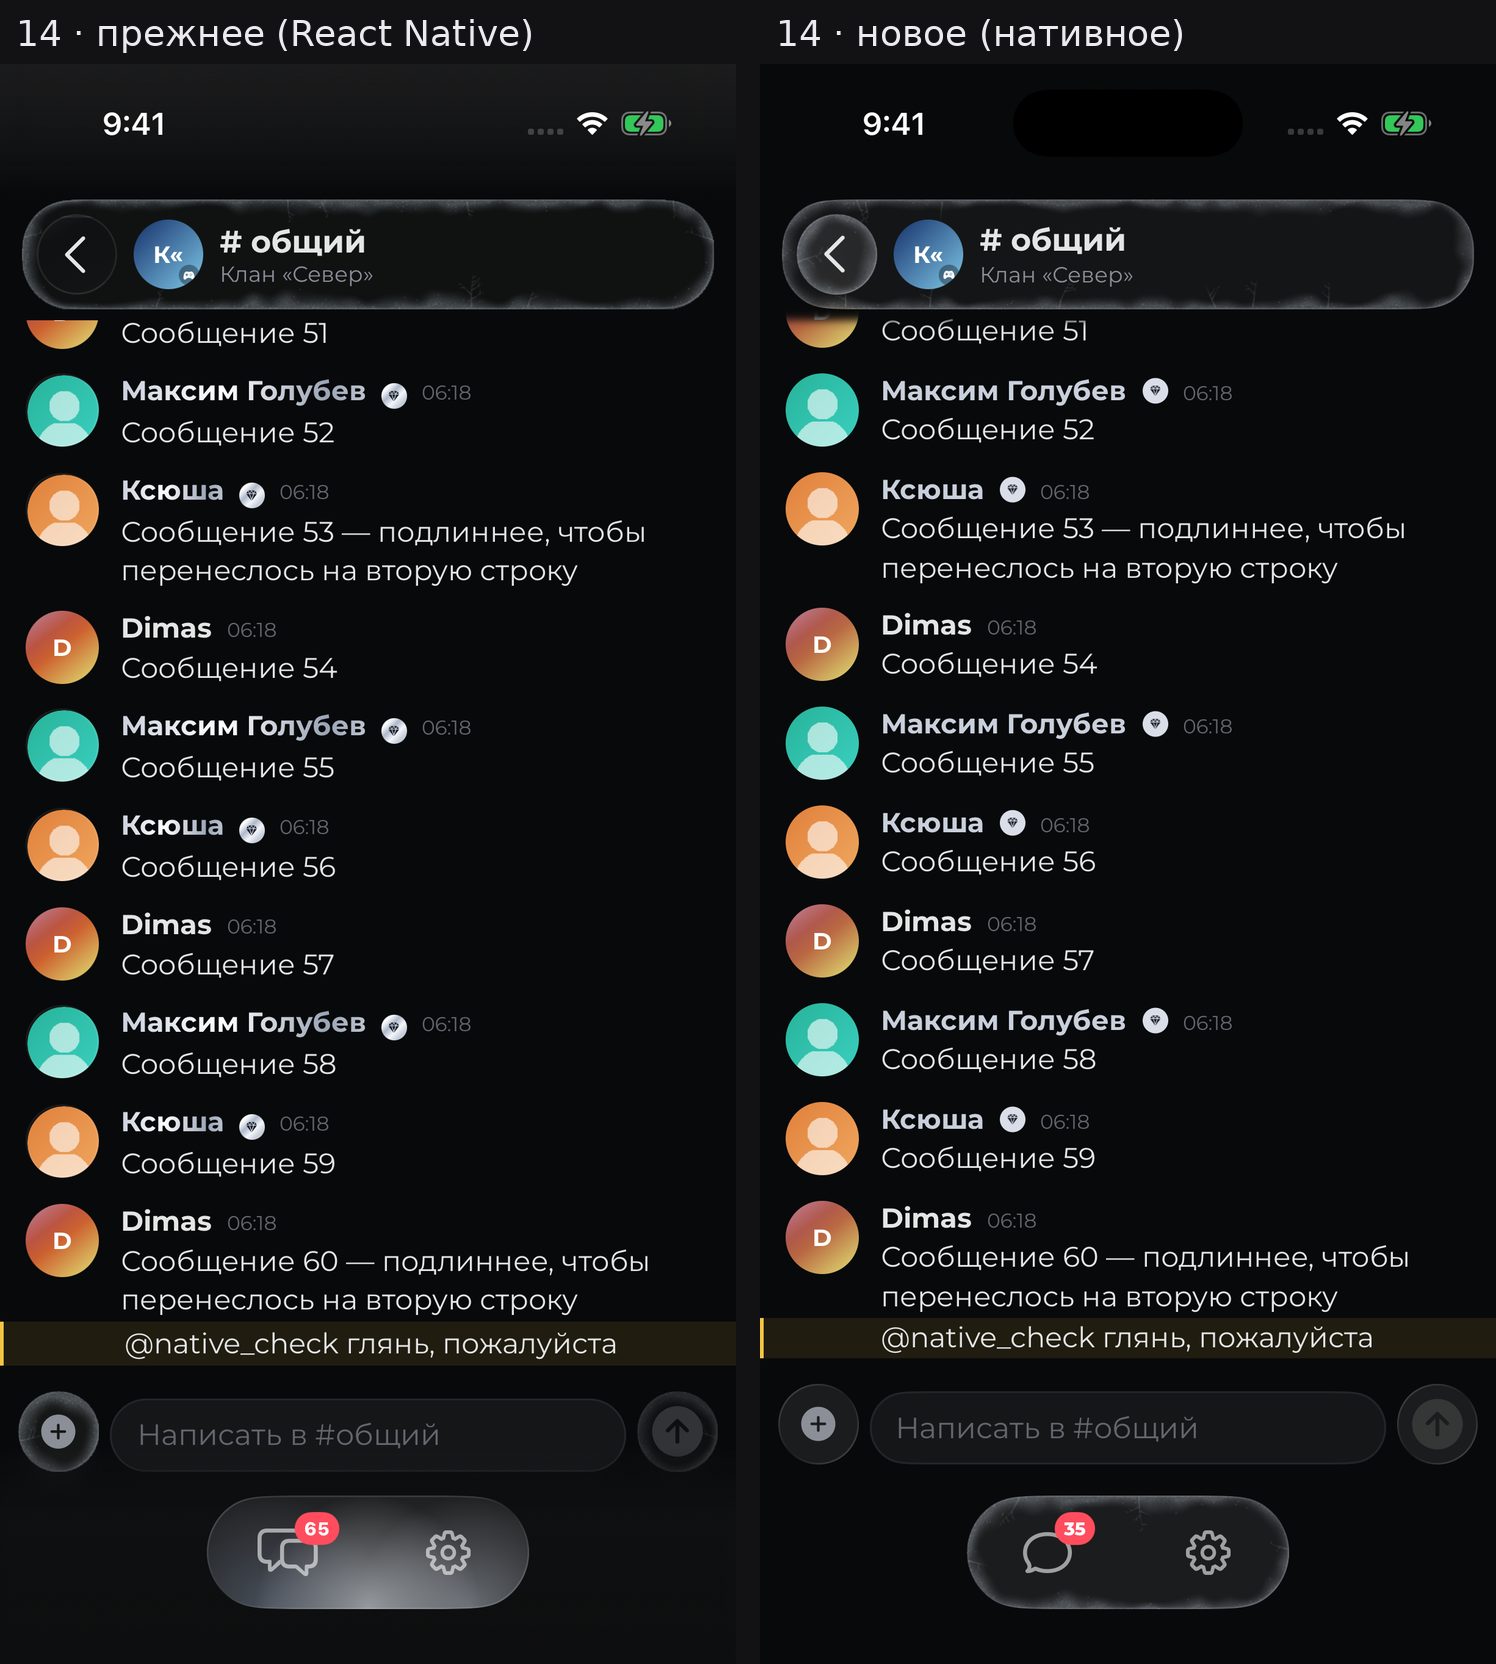 14 · прежнее (React Native)
9:41
К«
# общий
Клан «Север»
Сообщение 51
Максим Голубев 06:18
Сообщение 52
Ксюша 06:18
Сообщение 53 — подлиннее, чтобы
перенеслось на вторую строку
D
Dimas 06:18
Сообщение 54
Максим Голубев 06:18
Сообщение 55
Ксюша 06:18
Сообщение 56
D
Dimas 06:18
Сообщение 57
Максим Голубев 06:18
Сообщение 58
Ксюша 06:18
Сообщение 59
D
Dimas 06:18
Сообщение 60 — подлиннее, чтобы
перенеслось на вторую строку
@native_check глянь, пожалуйста
Написать в #общий
65
14 · новое (нативное)
9:41
К«
# общий
Клан «Север»
Сообщение 51
Максим Голубев 06:18
Сообщение 52
Ксюша 06:18
Сообщение 53 — подлиннее, чтобы
перенеслось на вторую строку
D
Dimas 06:18
Сообщение 54
Максим Голубев 06:18
Сообщение 55
Ксюша 06:18
Сообщение 56
D
Dimas 06:18
Сообщение 57
Максим Голубев 06:18
Сообщение 58
Ксюша 06:18
Сообщение 59
D
Dimas 06:18
Сообщение 60 — подлиннее, чтобы
перенеслось на вторую строку
@native_check глянь, пожалуйста
Написать в #общий
35